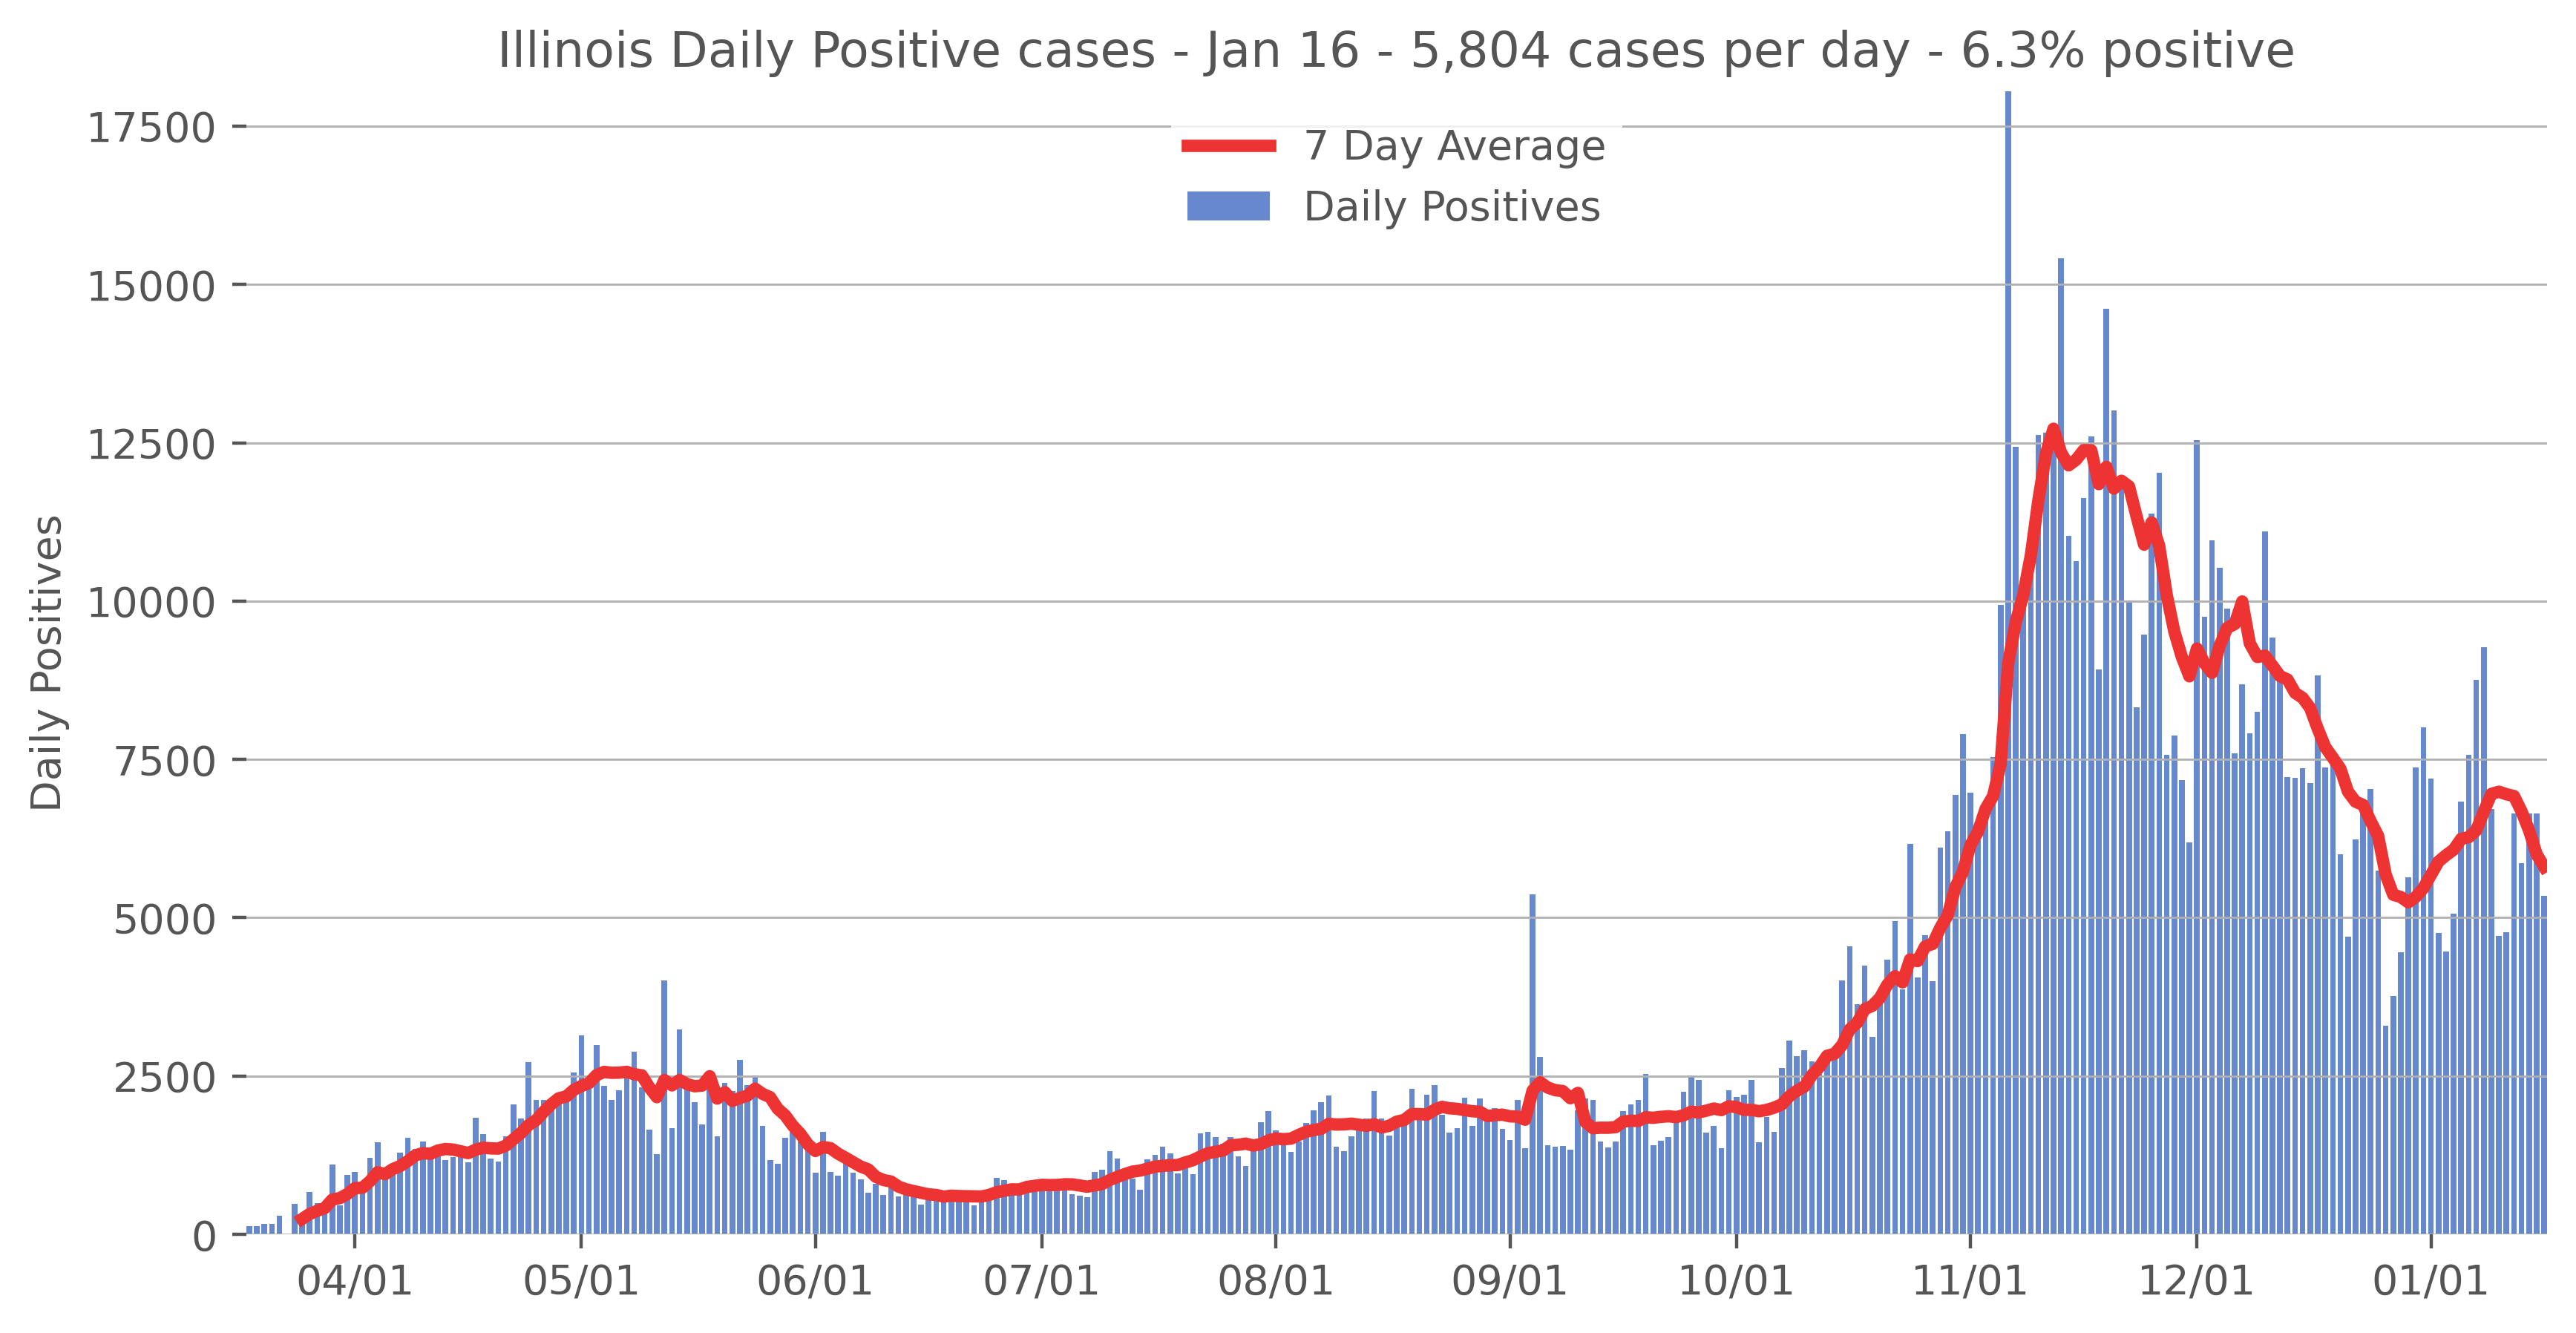 Illinois Daily Positive cases - Jan 16 - 5,804 cases per day - 6.3% positive
7 Day Average
Daily Positives
Daily Positives
17500
15000
12500
10000
7500
5000
2500
0
04/01 05/01 06/01 07/01 08/01 09/01 10/01 11/01 12/01 01/01